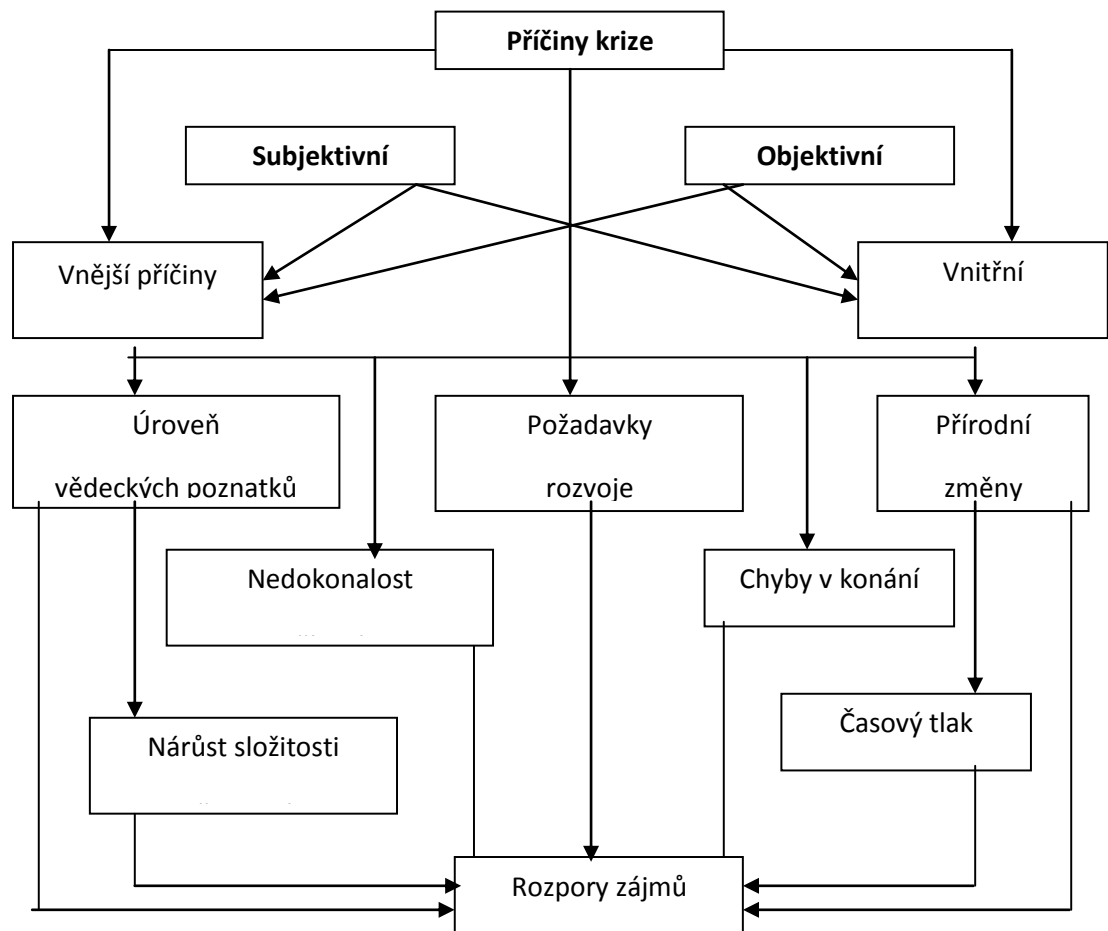 Příčiny krize
Subjektivní
Objektivní
Vnější příčiny
Vnitřní
Úroveň
vědeckých poznatků
Požadavky
rozvoje
Přírodní
změny
Nedokonalost
Chyby v konání
Nárůst složitosti
Časový tlak
Rozpory zájmů